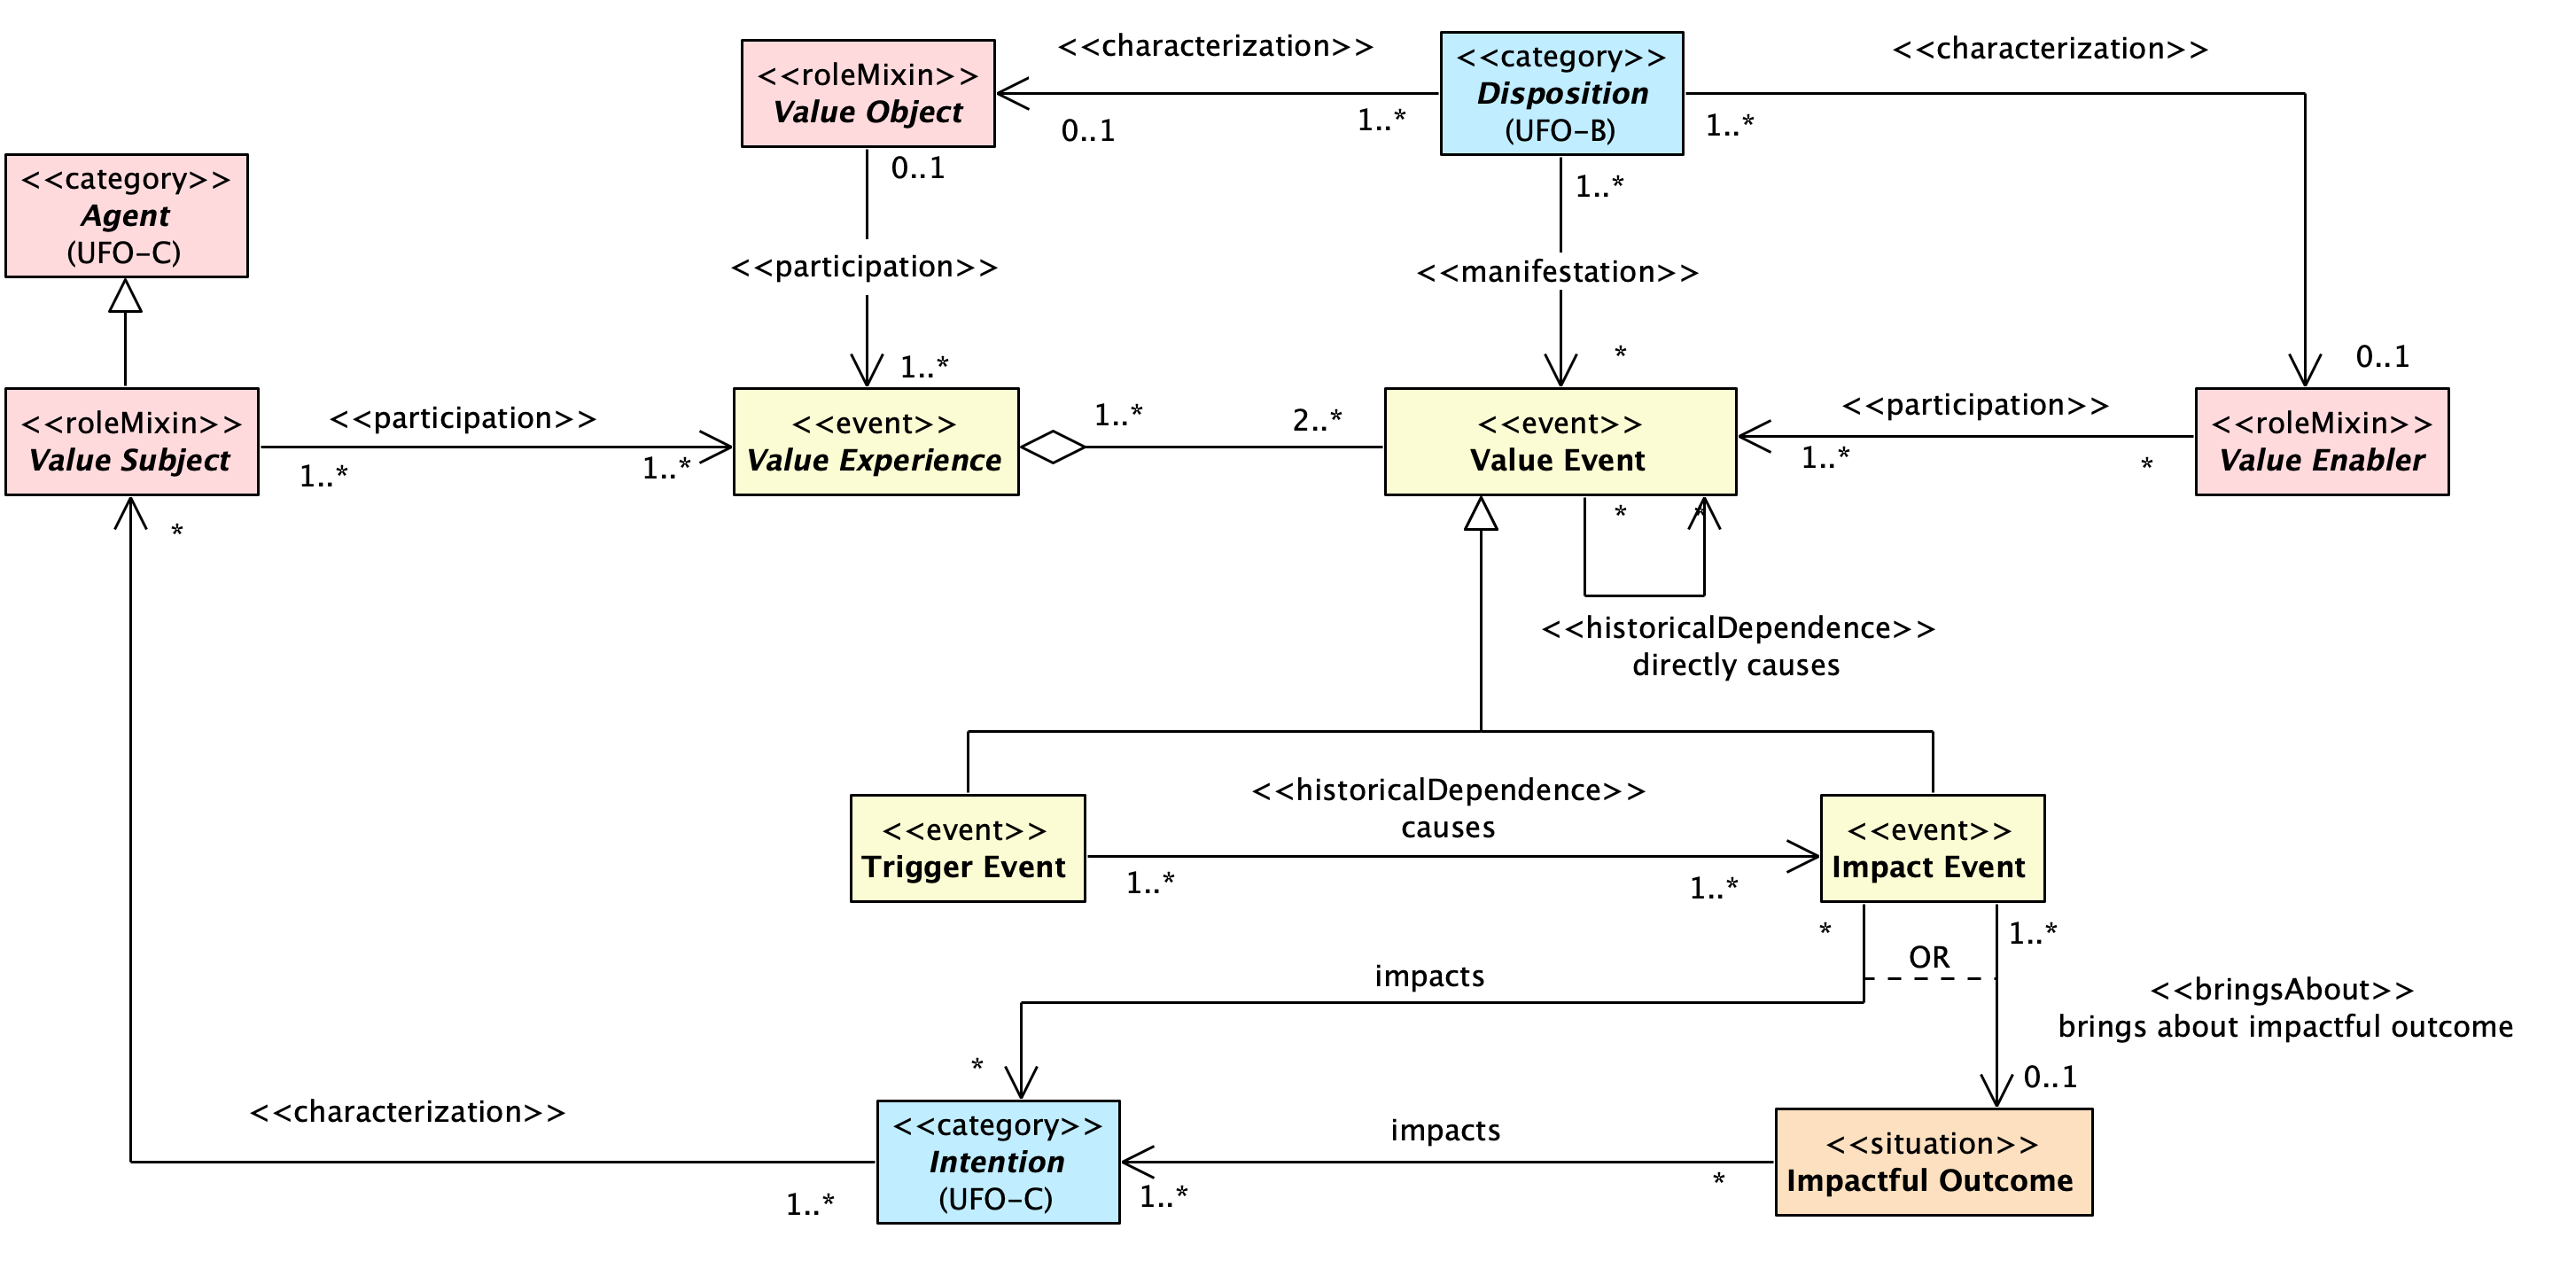 <<characterization>>
<<characterization>>
<<roleMixin>>
Value Object
<<category>>
Disposition
(UFO-B)
0..1
1..*
1..*
0..1
1..*
<<category>>
Agent
(UFO-C)
<<participation>>
<<manifestation>>
1..*
*
0..1
<<roleMixin>>
Value Subject
<<participation>>
1..*
1..*
<<event>>
Value Experience
1..*
2..*
<<event>>
Value Event
<<participation>>
1..*
*
<<roleMixin>>
Value Enabler
*
*
*
<<historicalDependence>>
directly causes
<<event>>
Trigger Event
<<historicalDependence>>
causes
1..*
1..*
<<event>>
Impact Event
*
1..*
OR
impacts
<<bringsAbout>>
brings about impactful outcome
*
0..1
<<characterization>>
1..*
<<category>>
Intention
(UFO-C)
impacts
1..*
*
<<situation>>
Impactful Outcome